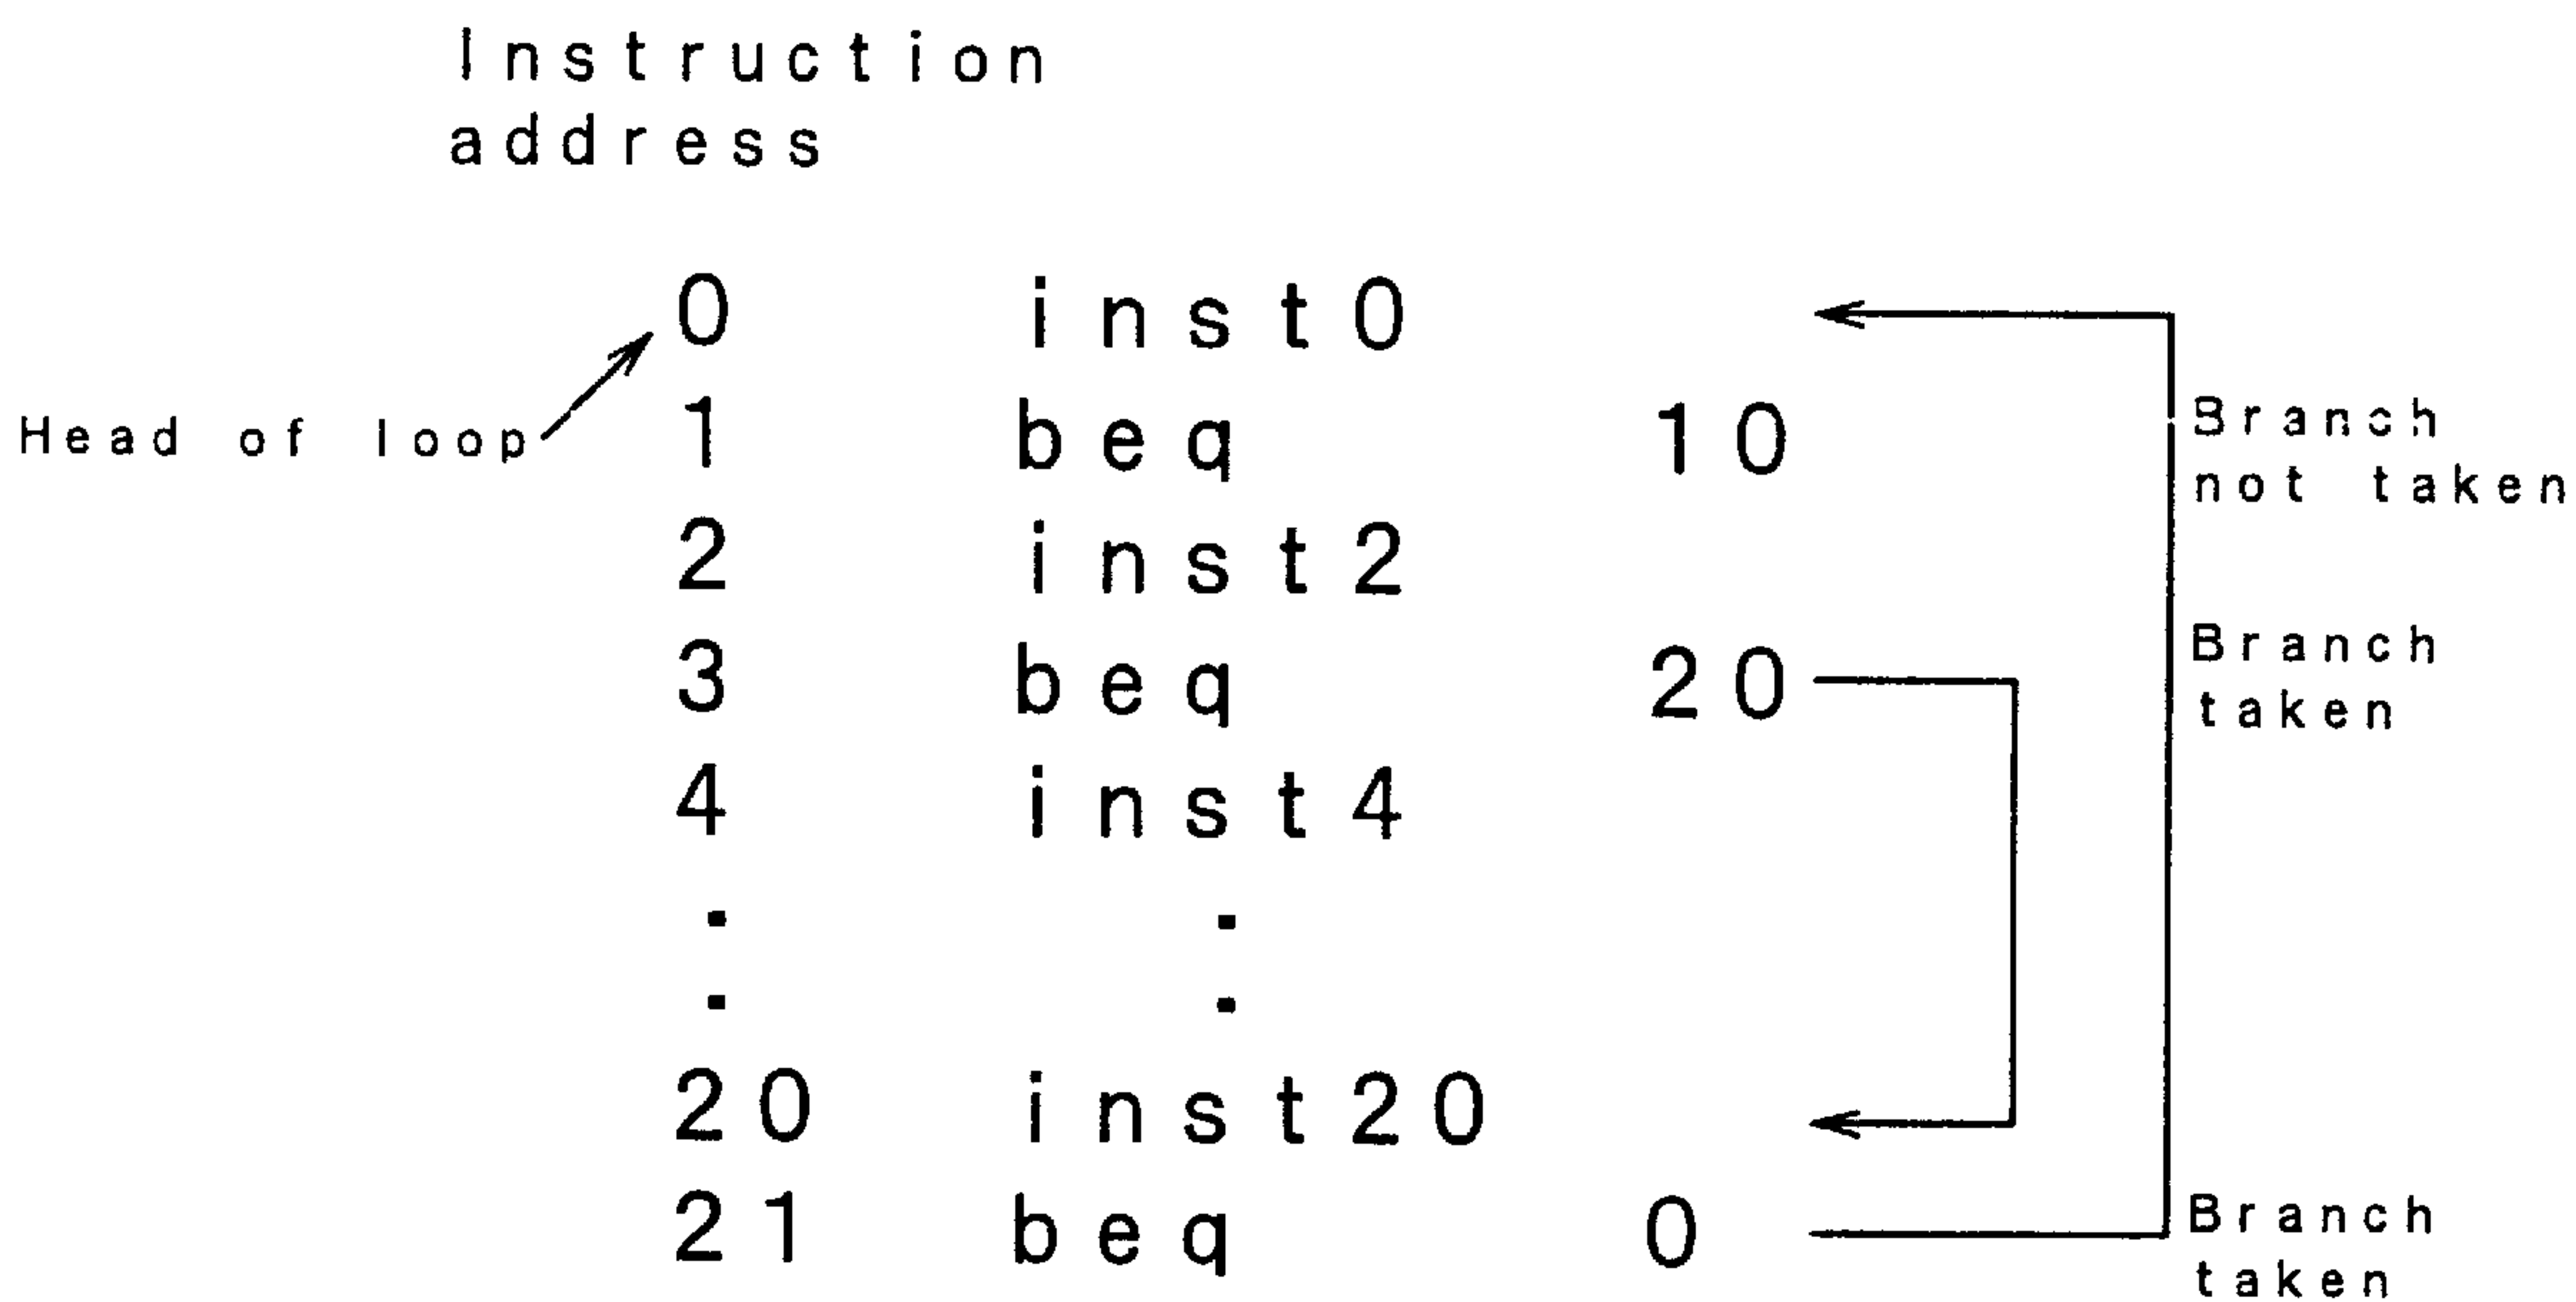 Instruction
address
0 inst0
Head of loop 1 beq 10 Branch
not taken
2 inst2
3 beq 20 Branch
taken
4 inst4
. .
. .
20 inst20
21 beq 0 Branch
taken